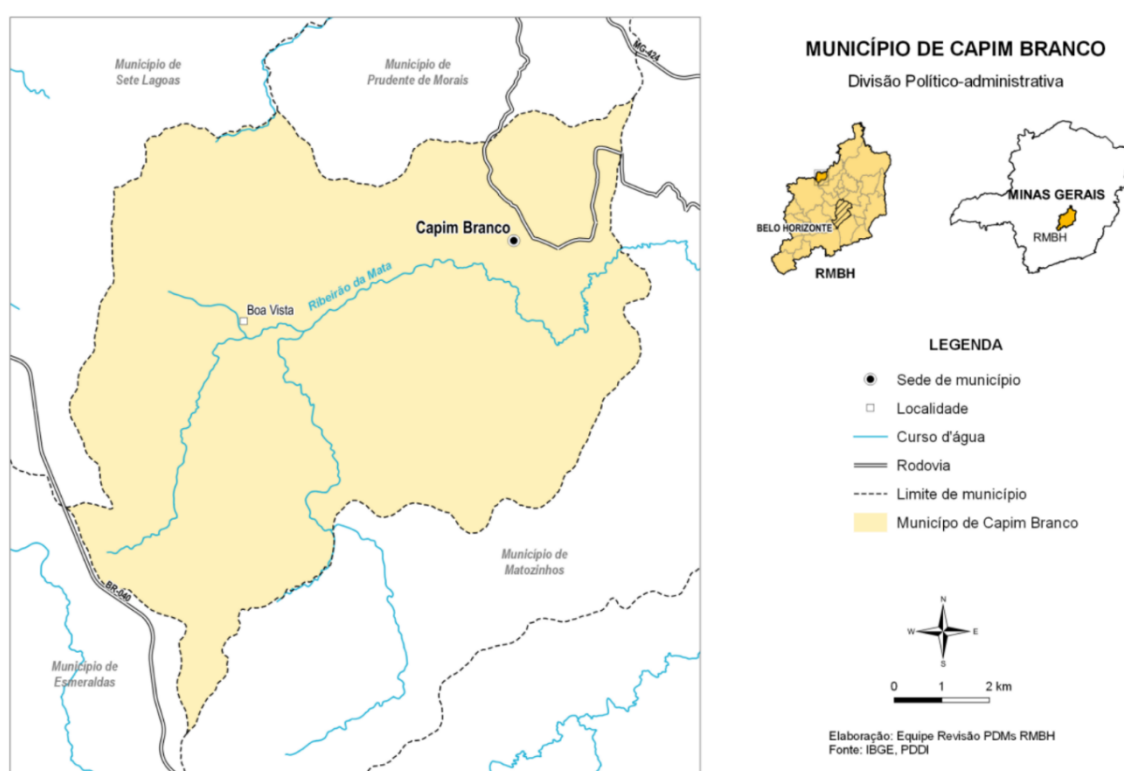 Município de
Sete Lagoas
Município de
Prudente de Morais
MG-424
Capim Branco
Ribeirão da Mata
Boa Vista
Município de
Matozinhos
BR-040
Município de
Esmeraldas
MUNICÍPIO DE CAPIM BRANCO
Divisão Político-administrativa
BELO HORIZONTE
RMBH
MINAS GERAIS
RMBH
LEGENDA
Sede de município
Localidade
Curso d'água
Rodovia
Limite de município
Municípo de Capim Branco
N
W
E
S
0 1 2 km
Elaboração: Equipe Revisão PDMs RMBH
Fonte: IBGE, PDDI